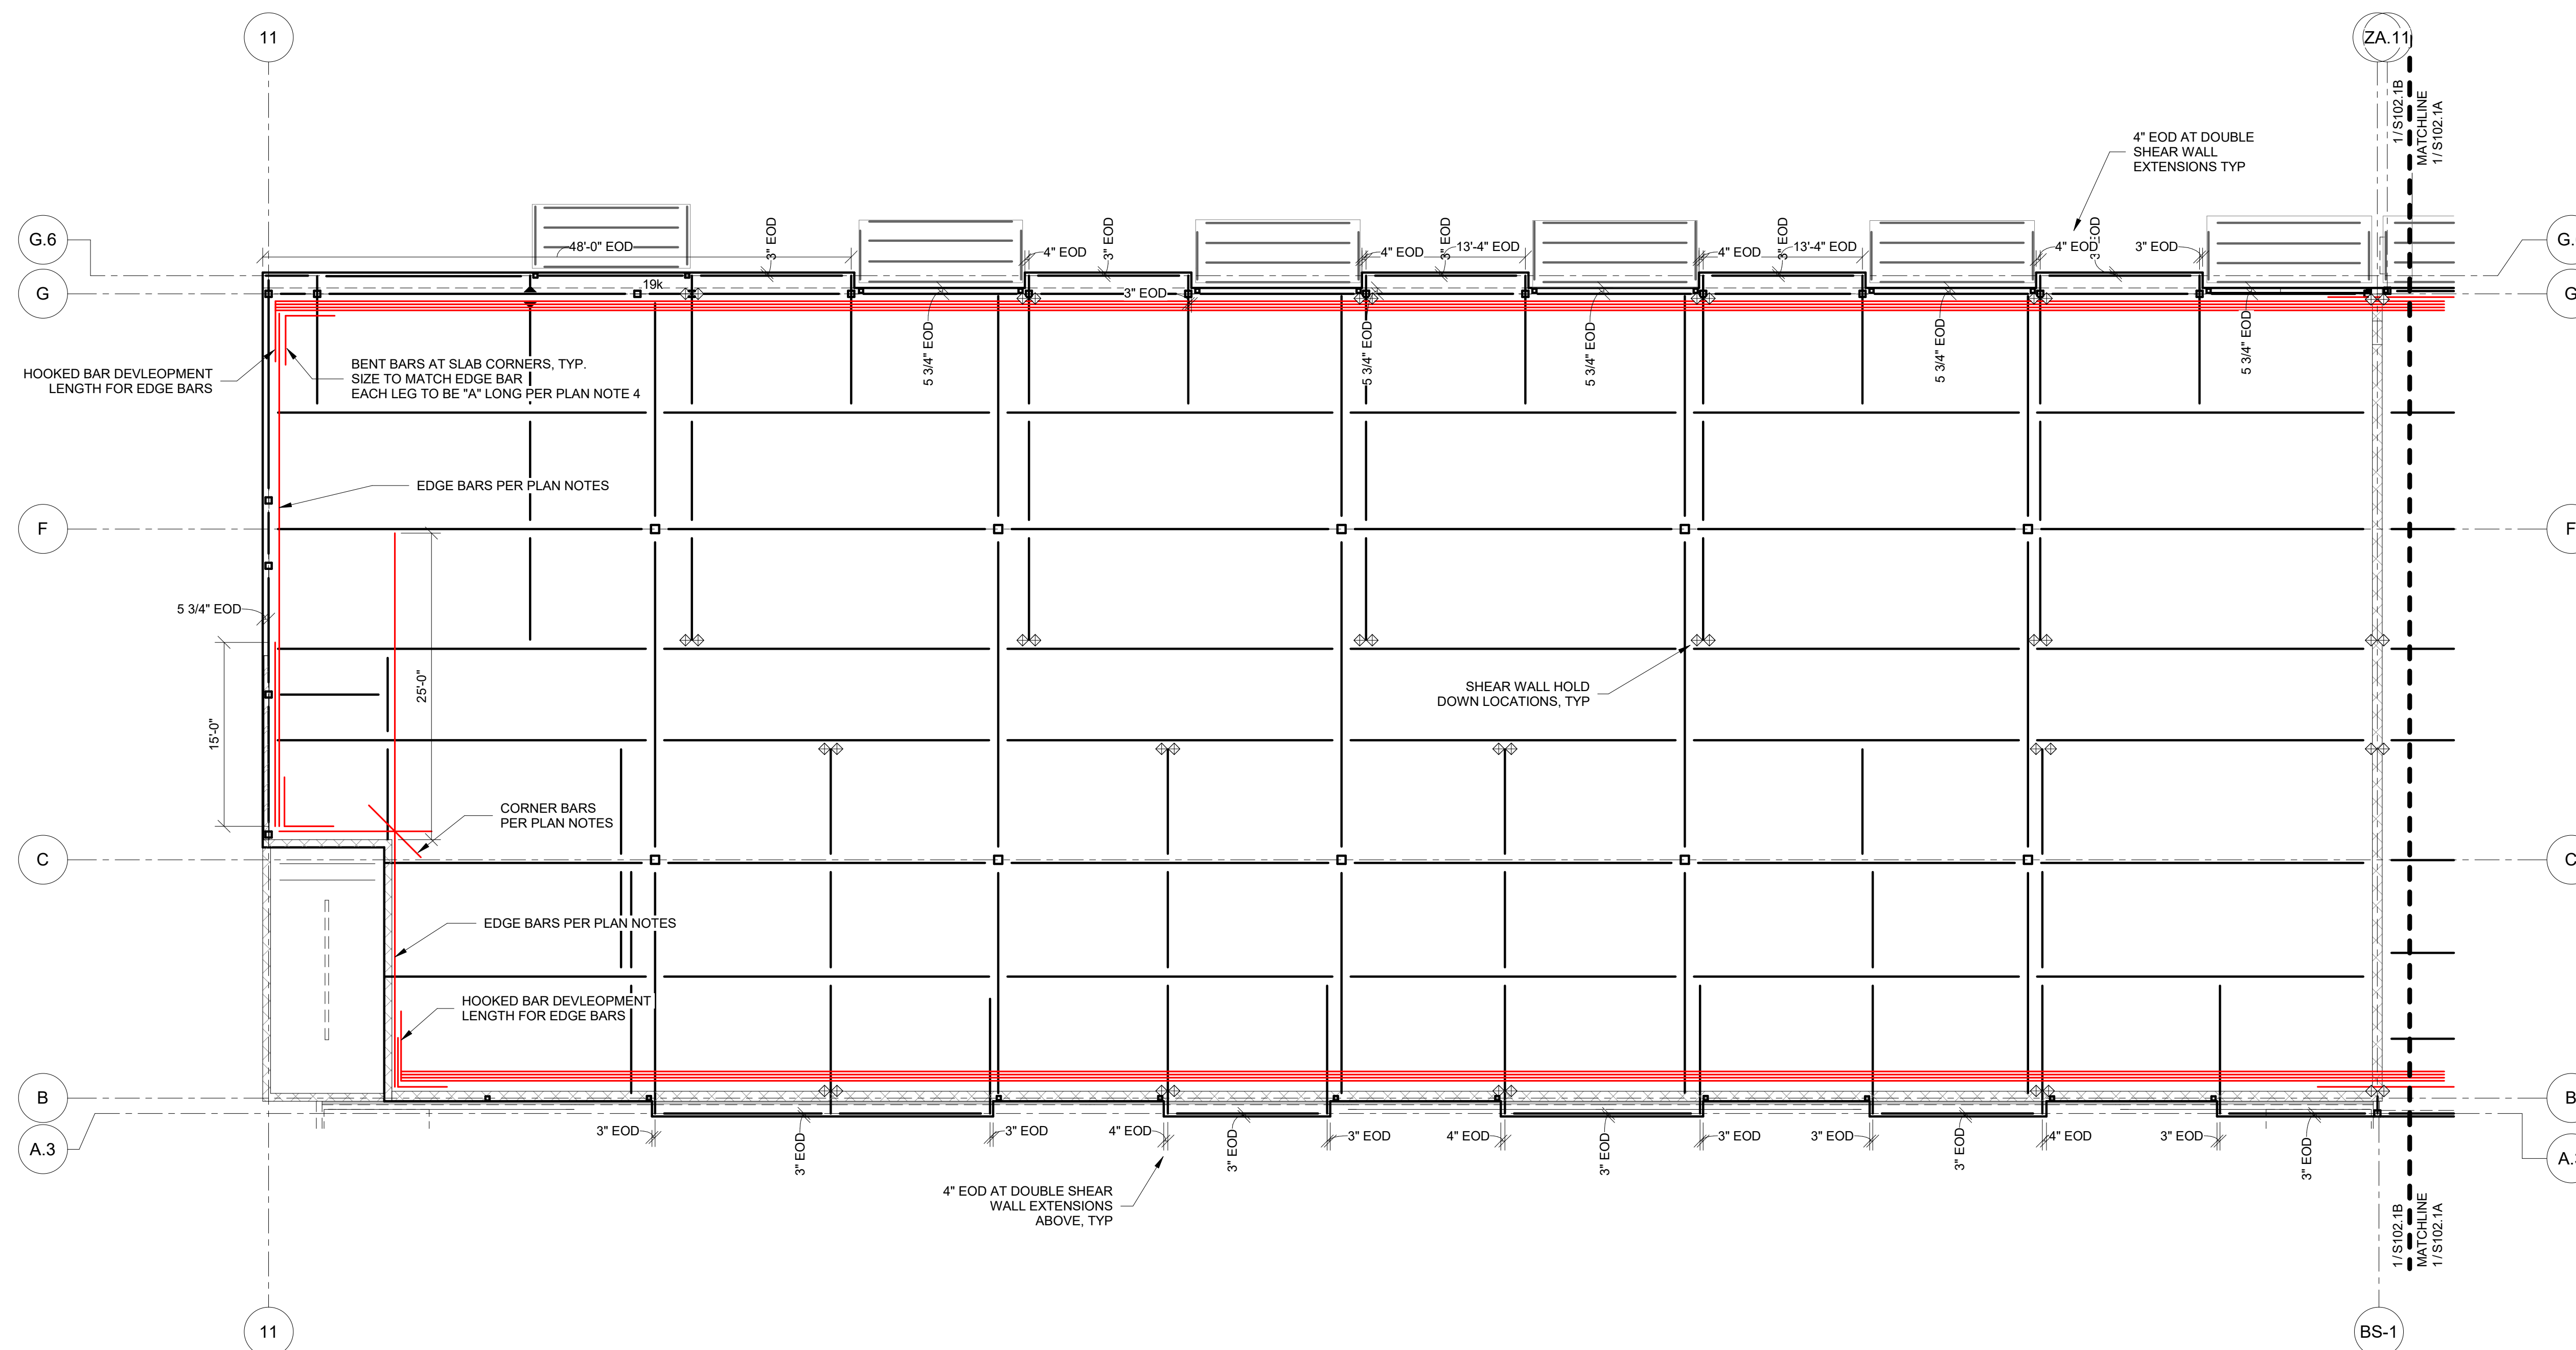 11
ZA.11
1/ S102.1B
MATCHLINE
1/ S102.1A
4" EOD AT DOUBLE
SHEAR WALL
EXTENSIONS TYP
G.6
48'-0" EOD
3" EOD
4" EOD
3" EOD
4" EOD
3" EOD
13'-4" EOD
4" EOD
3" EOD
13'-4" EOD
4" EOD
3" EOD
3" EOD
G.
G
19k
3" EOD
G
5 3/4" EOD
5 3/4" EOD
5 3/4" EOD
5 3/4" EOD
5 3/4" EOD
HOOKED BAR DEVLEOPMENT
LENGTH FOR EDGE BARS
BENT BARS AT SLAB CORNERS, TYP.
SIZE TO MATCH EDGE BAR
EACH LEG TO BE "A" LONG PER PLAN NOTE 4
EDGE BARS PER PLAN NOTES
F
F
5 3/4" EOD
15'-0"
25'-0"
SHEAR WALL HOLD
DOWN LOCATIONS, TYP
CORNER BARS
PER PLAN NOTES
C
C
EDGE BARS PER PLAN NOTES
HOOKED BAR DEVLEOPMENT
LENGTH FOR EDGE BARS
B
B
A.3
3" EOD
3" EOD
3" EOD
4" EOD
3" EOD
3" EOD
4" EOD
3" EOD
3" EOD
3" EOD
3" EOD
4" EOD
3" EOD
3" EOD
A.
4" EOD AT DOUBLE SHEAR
WALL EXTENSIONS
ABOVE, TYP
1/ S102.1B
MATCHLINE
1/ S102.1A
11
BS-1